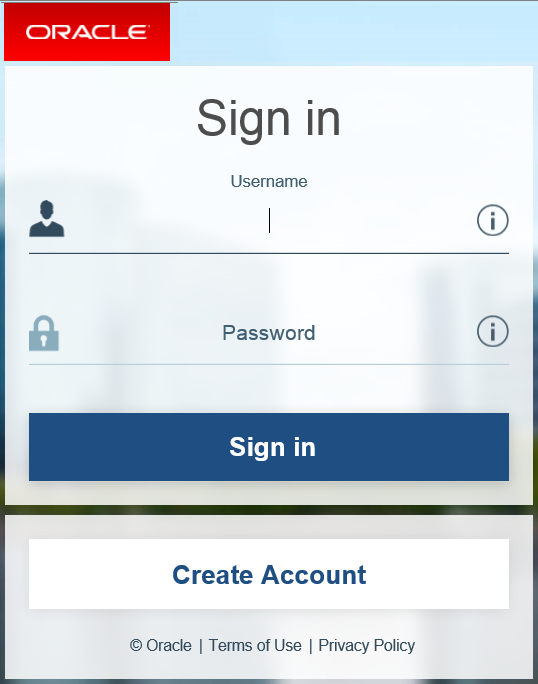 ORACLE
Sign in
Username
Password
Sign in
Create Account
© Oracle | Terms of Use | Privacy Policy